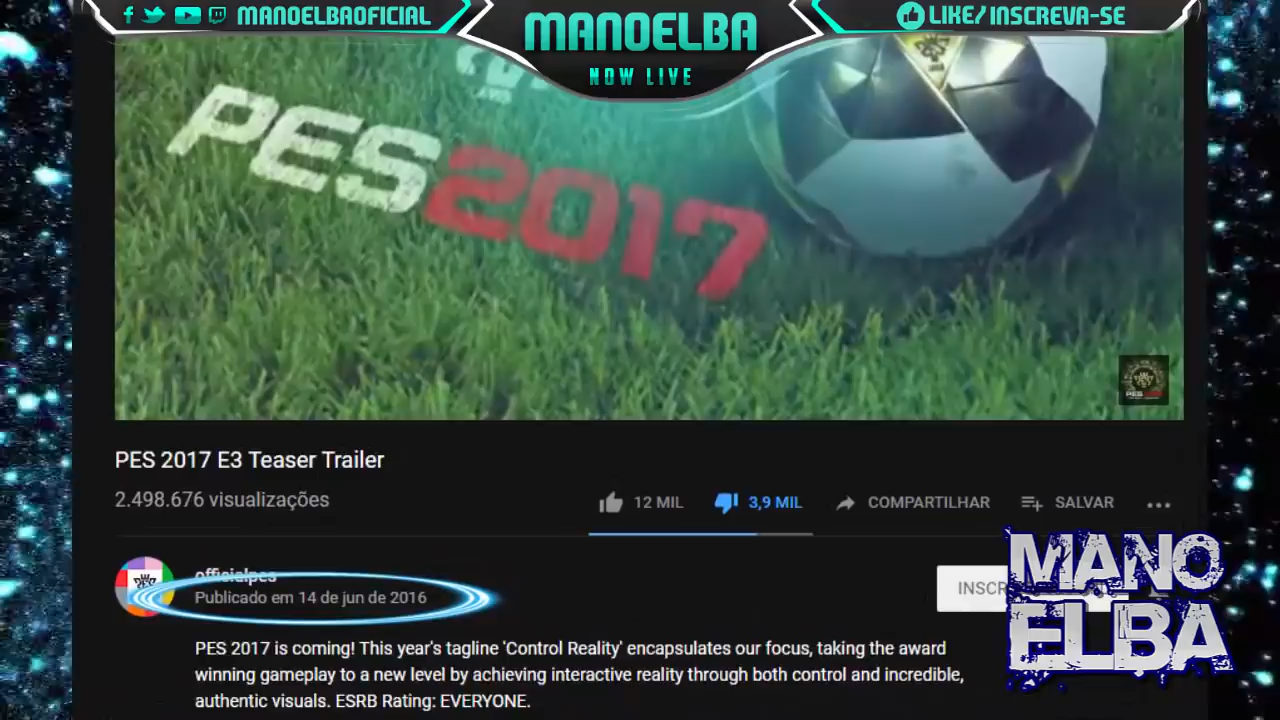 MANOELBAOFICIAL
MANOELBA
NOW LIVE
LIKE/INSCREVA-SE
PES2017
PES 2017 E3 Teaser Trailer
2.498.676 visualizações
12 MIL
3,9 MIL
COMPARTILHAR
SALVAR
officialpes
Publicado em 14 de jun de 2016
PES 2017 is coming! This year's tagline 'Control Reality' encapsulates our focus, taking the award
winning gameplay to a new level by achieving interactive reality through both control and incredible,
authentic visuals. ESRB Rating: EVERYONE.
MANO
ELBA